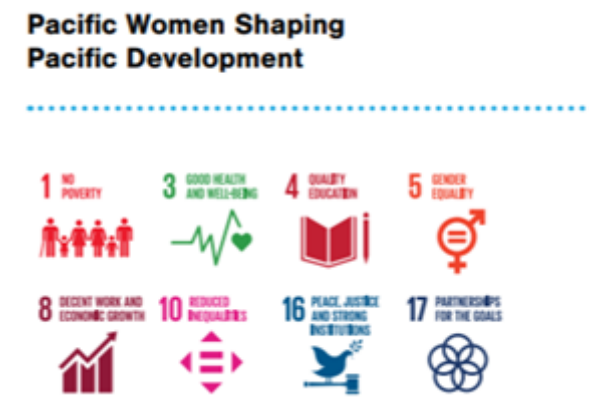 Pacific Women Shaping
Pacific Development
1 NO POVERTY
3 GOOD HEALTH AND WELL-BEING
4 QUALITY EDUCATION
5 GENDER EQUALITY
8 DECENT WORK AND ECONOMIC GROWTH
10 REDUCED INEQUALITIES
16 PEACE, JUSTICE AND STRONG INSTITUTIONS
17 PARTNERSHIPS FOR THE GOALS